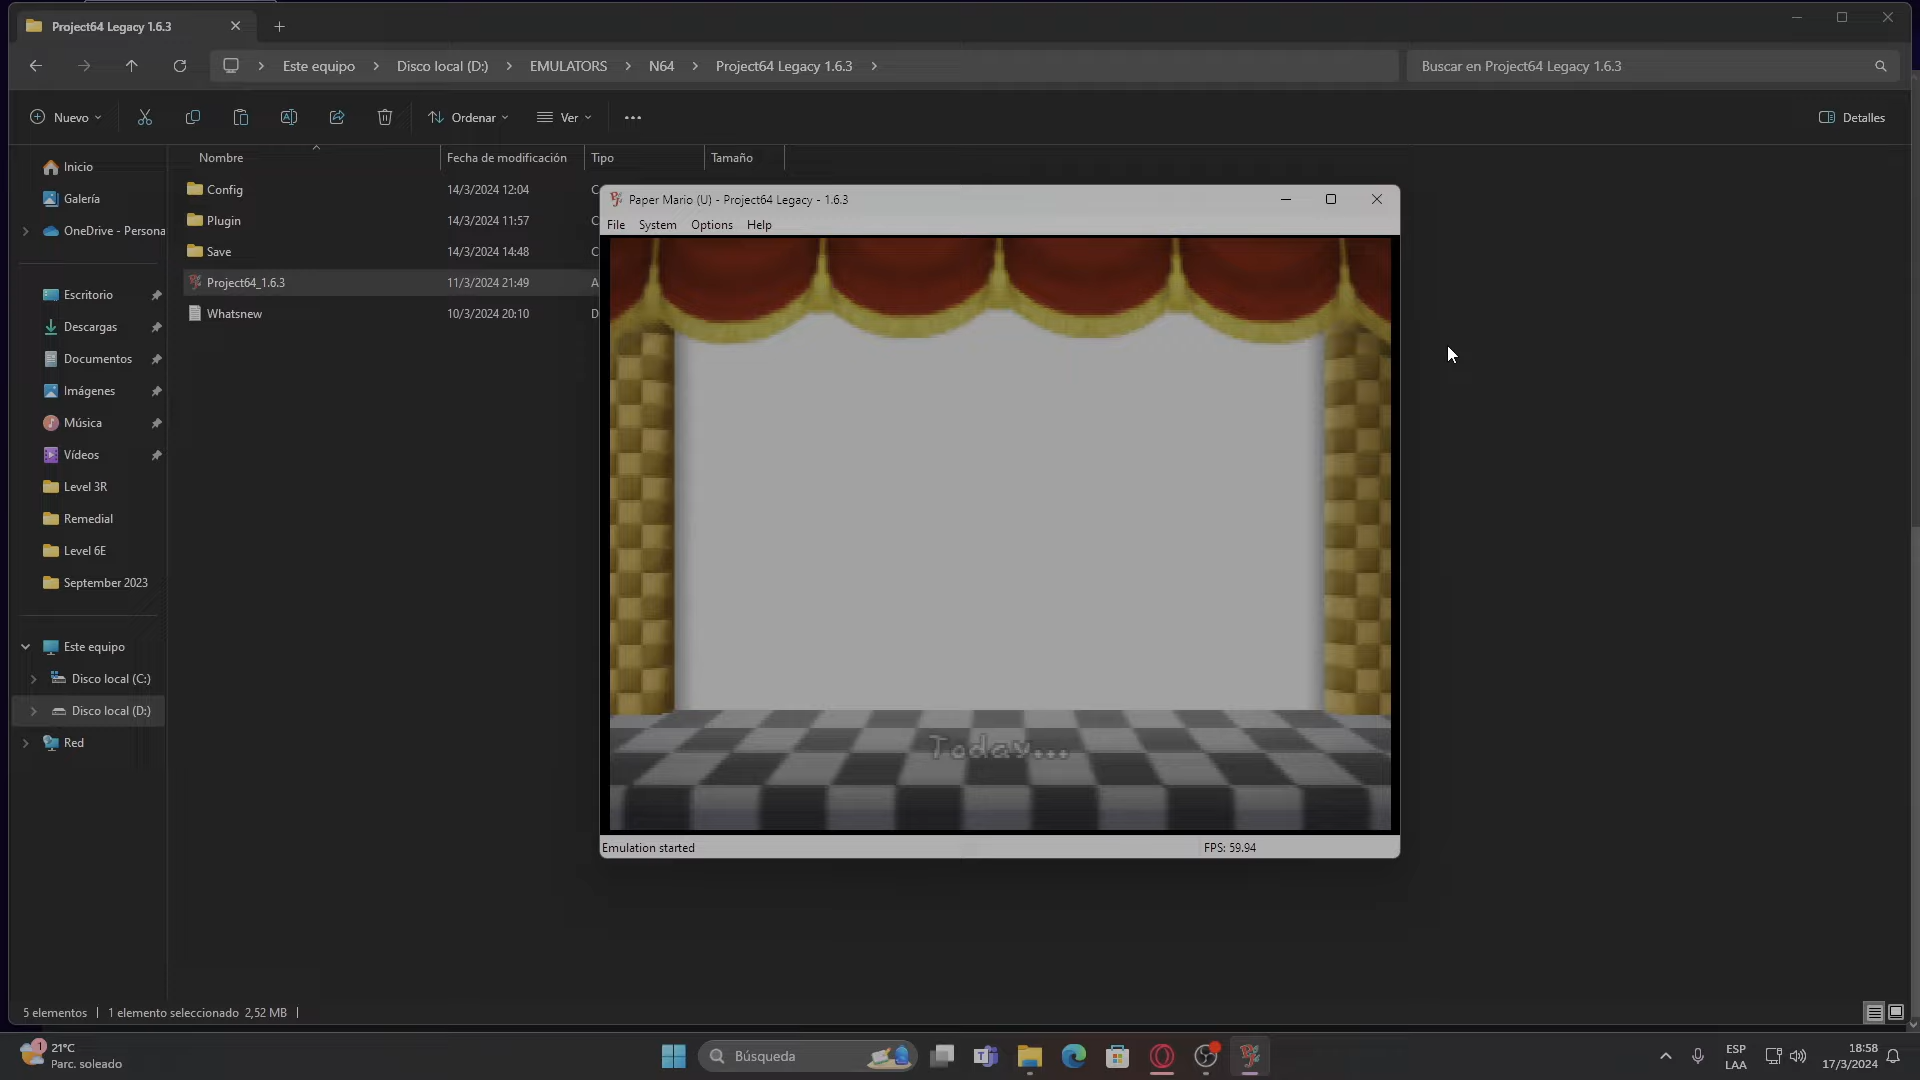 Project64 Legacy 1.6.3
Este equipo
Disco local (D:)
EMULATORS
N64
Project64 Legacy 1.6.3
Buscar en Project64 Legacy 1.6.3
Nuevo
Ordenar
Ver
Detalles
Nombre
Fecha de modificación
Tipo
Tamaño
Config 14/3/2024 12:04 C
Plugin 14/3/2024 11:57 C
Save 14/3/2024 14:48 C
Project64_1.6.3 11/3/2024 21:49 A
Whatsnew 10/3/2024 20:10 D
Inicio
Galería
OneDrive - Persona
Escritorio
Descargas
Documentos
Imágenes
Música
Vídeos
Level 3R
Remedial
Level 6E
September 2023
Este equipo
Disco local (C:)
Disco local (D:)
Red
Paper Mario (U) - Project64 Legacy - 1.6.3
File System Options Help
Today...
Emulation started
FPS: 59.94
5 elementos
1 elemento seleccionado 2,52 MB
1
21°C
Parc. soleado
Búsqueda
ESP
LAA
18:58
17/3/2024